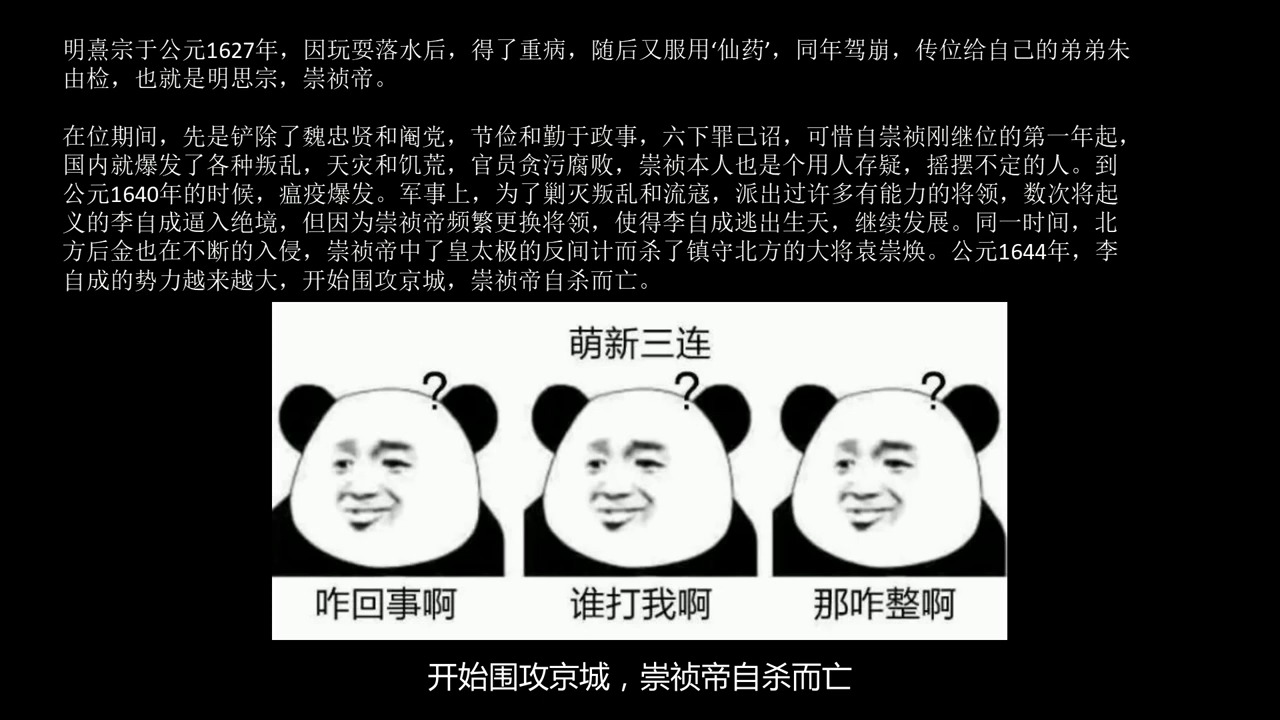 明熹宗于公元1627年，因玩耍落水后，得了重病，随后又服用‘仙药’，同年驾崩，传位给自己的弟弟朱
由检，也就是明思宗，崇祯帝。
在位期间，先是铲除了魏忠贤和阉党，节俭和勤于政事，六下罪己诏，可惜自崇祯刚继位的第一年起，
国内就爆发了各种叛乱，天灾和饥荒，官员贪污腐败，崇祯本人也是个用人存疑，摇摆不定的人。到
公元1640年的时候，瘟疫爆发。军事上，为了剿灭叛乱和流寇，派出过许多有能力的将领，数次将起
义的李自成逼入绝境，但因为崇祯帝频繁更换将领，使得李自成逃出生天，继续发展。同一时间，北
方后金也在不断的入侵，崇祯帝中了皇太极的反间计而杀了镇守北方的大将袁崇焕。公元1644年，李
自成的势力越来越大，开始围攻京城，崇祯帝自杀而亡。
萌新三连
? ? ?
咋回事啊 谁打我啊 那咋整啊
开始围攻京城，崇祯帝自杀而亡